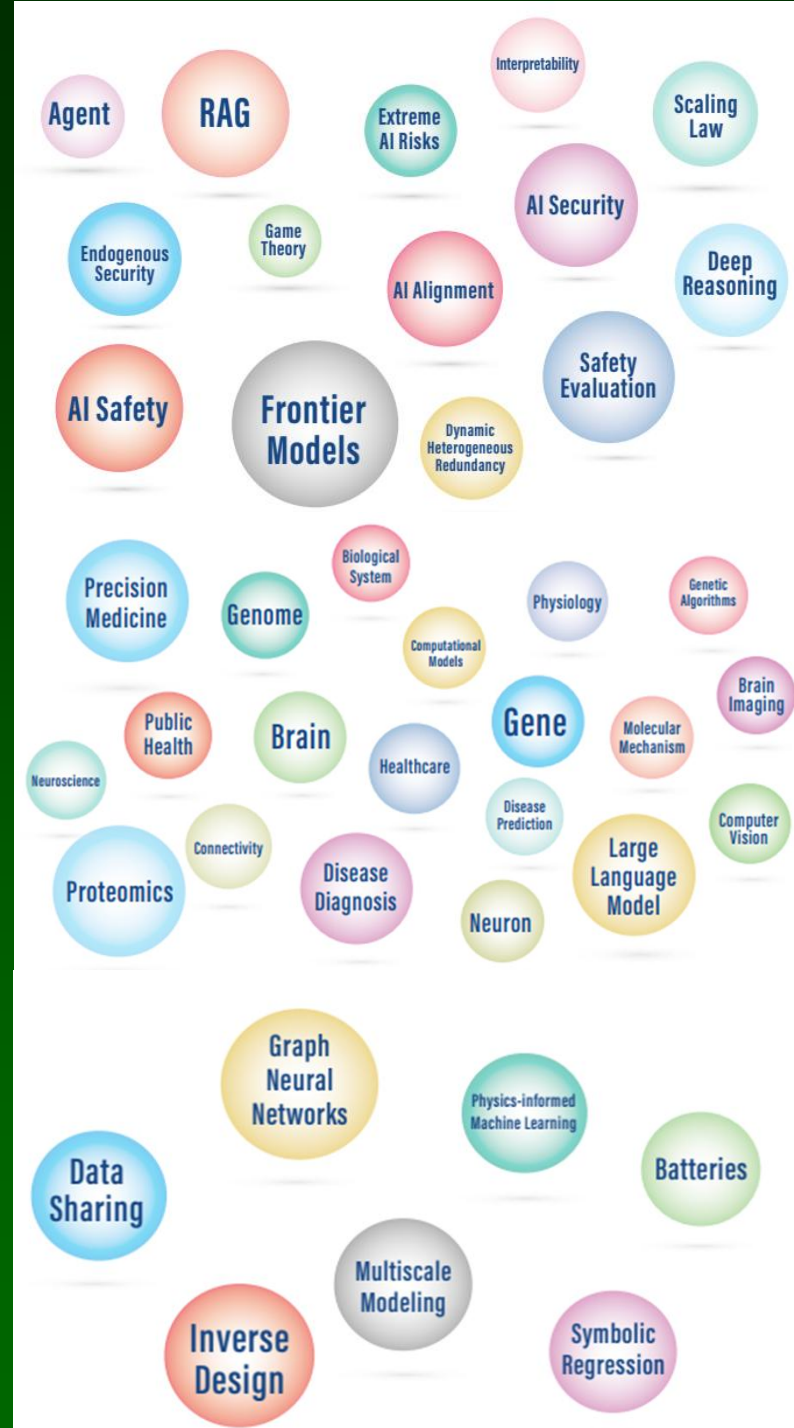 Interpretability
Agent
RAG
Extreme
AI Risks
Scaling
Law
AI Security
Endogenous
Security
Game
Theory
AI Alignment
Deep
Reasoning
Safety
Evaluation
AI Safety
Frontier
Models
Dynamic
Heterogeneous
Redundancy
Biological
System
Precision
Medicine
Genome
Physiology
Genetic
Algorithms
Computational
Models
Brain
Imaging
Public
Health
Brain
Gene
Molecular
Mechanism
Neuroscience
Healthcare
Disease
Prediction
Computer
Vision
Connectivity
Proteomics
Disease
Diagnosis
Large
Language
Model
Neuron
Graph
Neural
Networks
Physics-informed
Machine Learning
Data
Sharing
Batteries
Multiscale
Modeling
Inverse
Design
Symbolic
Regression